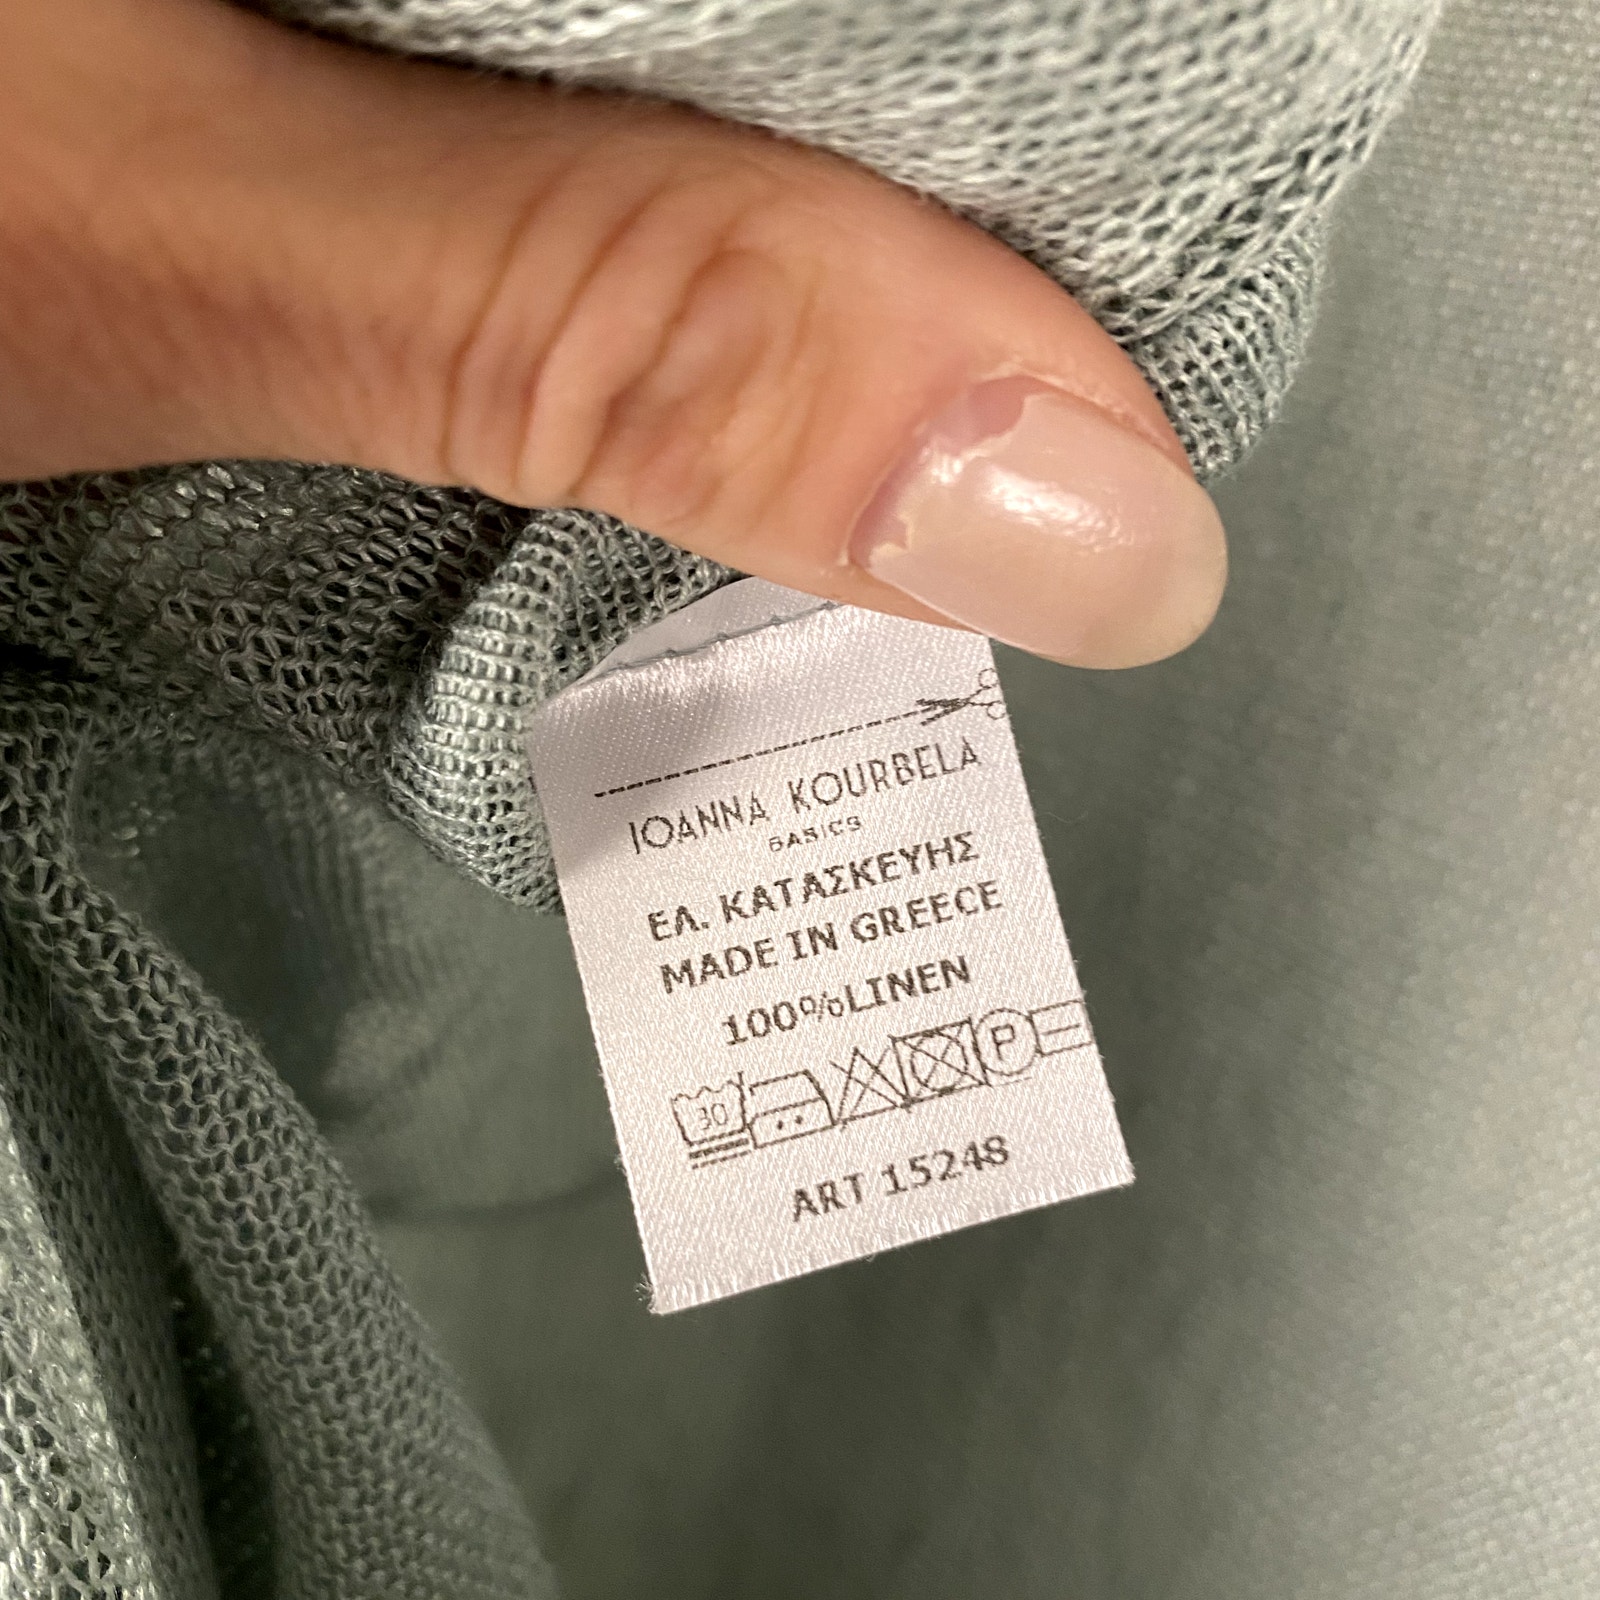 IOANNA KOURBELA
BASICS
ΕΛ. ΚΑΤΑΣΚΕΥΗΣ
MADE IN GREECE
100%LINEN
30 P
ART 15248